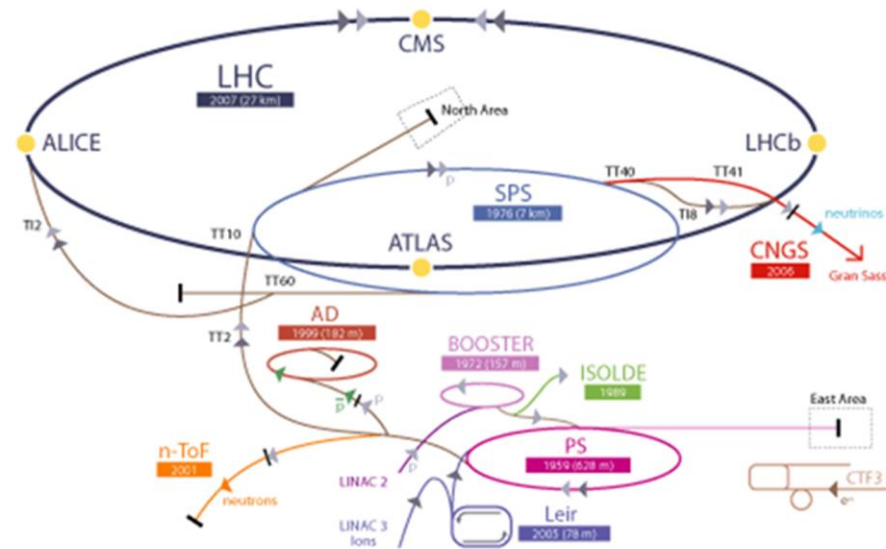 CMS
LHC
2007 (27 km)
North Area
ALICE
LHCb
TT40
TT41
p
SPS
1976 (7 km)
TI8
neutrinos
TI2
TT10
ATLAS
CNGS
2006
Gran Sass
TT60
AD
1999 (182 m)
TT2
BOOSTER
1972 (157 m)
ISOLDE
1989
p̅
p
East Area
n-ToF
2001
PS
1959 (628 m)
LINAC 2
p
neutrons
CTF3
e⁻
LINAC 3
Ions
Leir
2005 (78 m)